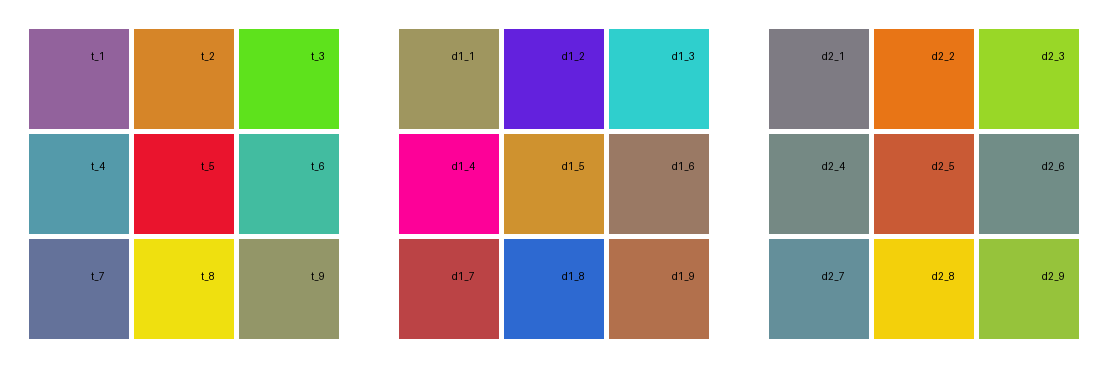 t_1 t_2 t_3 d1_1 d1_2 d1_3 d2_1 d2_2 d2_3
t_4 t_5 t_6 d1_4 d1_5 d1_6 d2_4 d2_5 d2_6
t_7 t_8 t_9 d1_7 d1_8 d1_9 d2_7 d2_8 d2_9